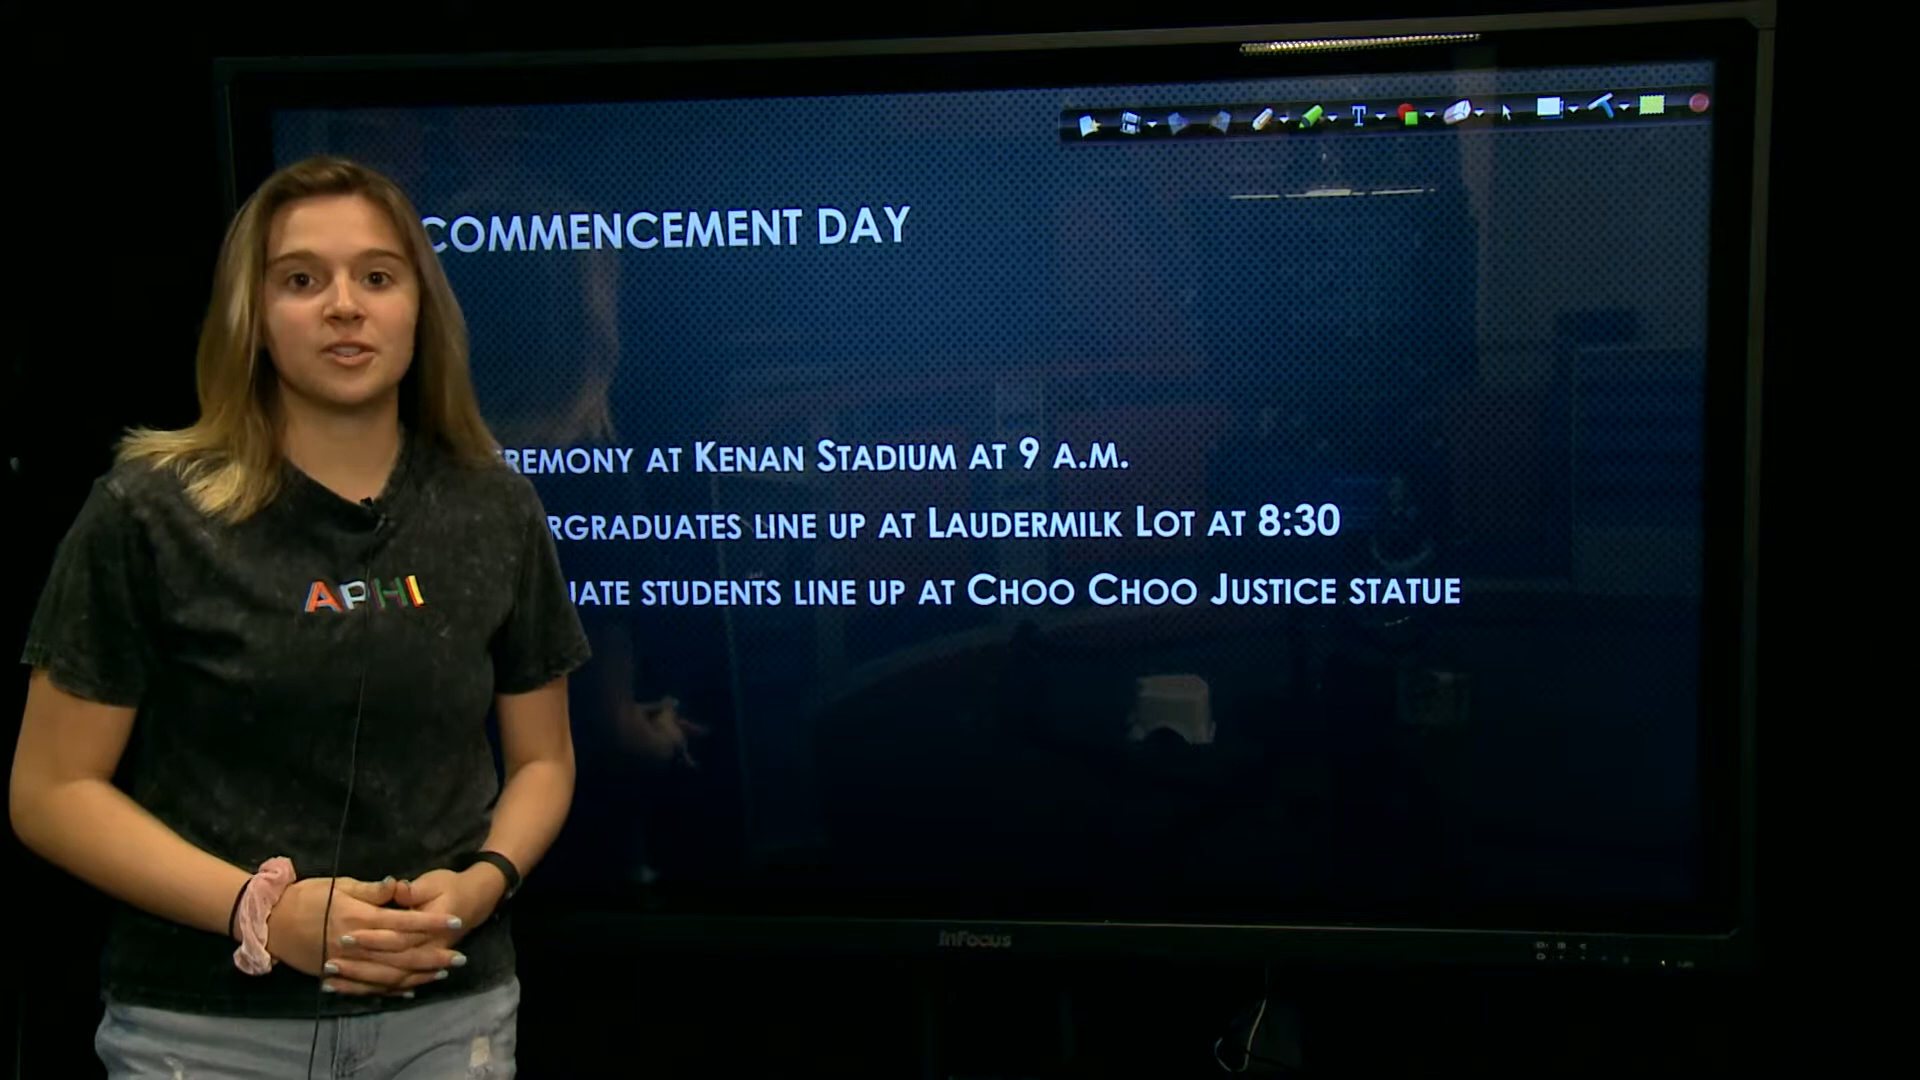 COMMENCEMENT DAY
REMONY AT KENAN STADIUM AT 9 A.M.
RGRADUATES LINE UP AT LAUDERMILK LOT AT 8:30
UATE STUDENTS LINE UP AT CHOO CHOO JUSTICE STATUE
APHI
InFocus